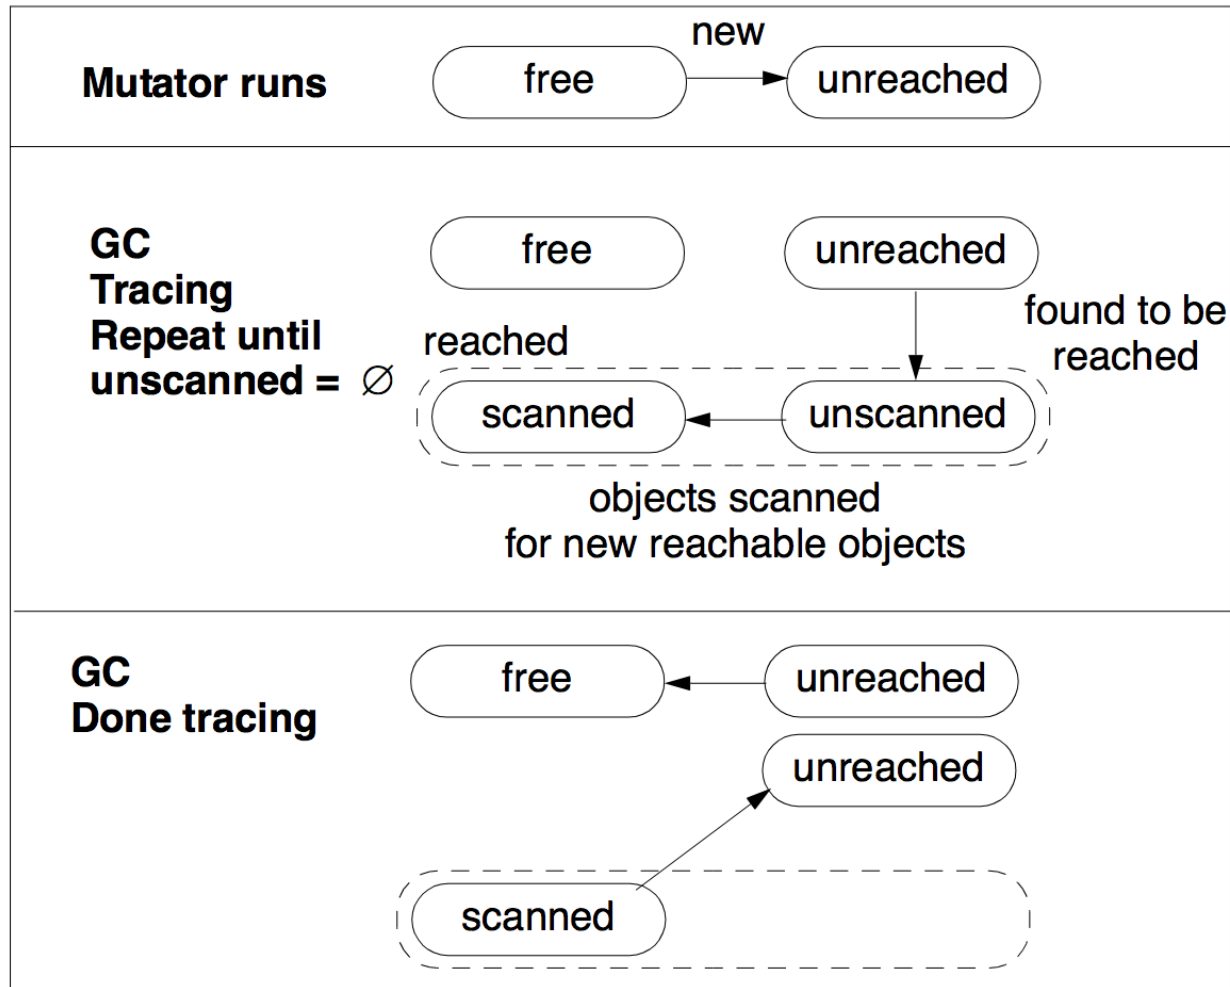 new
Mutator runs
free
unreached
GC
Tracing
Repeat until
unscanned = ∅
free
unreached
found to be
reached
reached
scanned
unscanned
objects scanned
for new reachable objects
GC
Done tracing
free
unreached
unreached
scanned